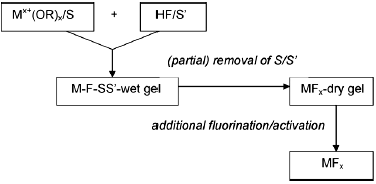 Mˣ⁺(OR)ₓ/S + HF/S'
(partial) removal of S/S'
M-F-SS'-wet gel
MFₓ-dry gel
additional fluorination/activation
MFₓ